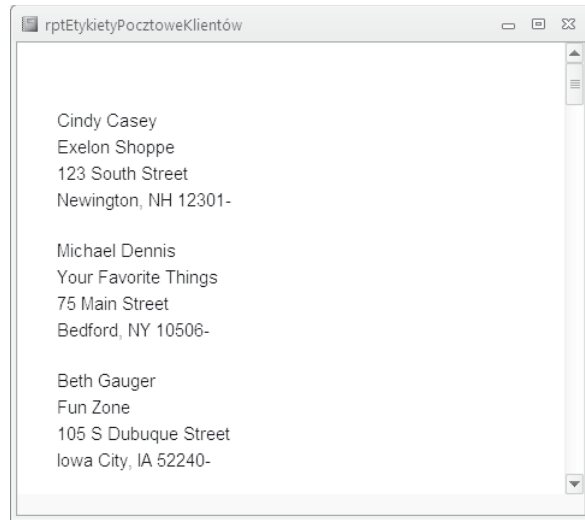 rptEtykietyPocztoweKlientów
Cindy Casey
Exelon Shoppe
123 South Street
Newington, NH 12301-
Michael Dennis
Your Favorite Things
75 Main Street
Bedford, NY 10506-
Beth Gauger
Fun Zone
105 S Dubuque Street
Iowa City, IA 52240-